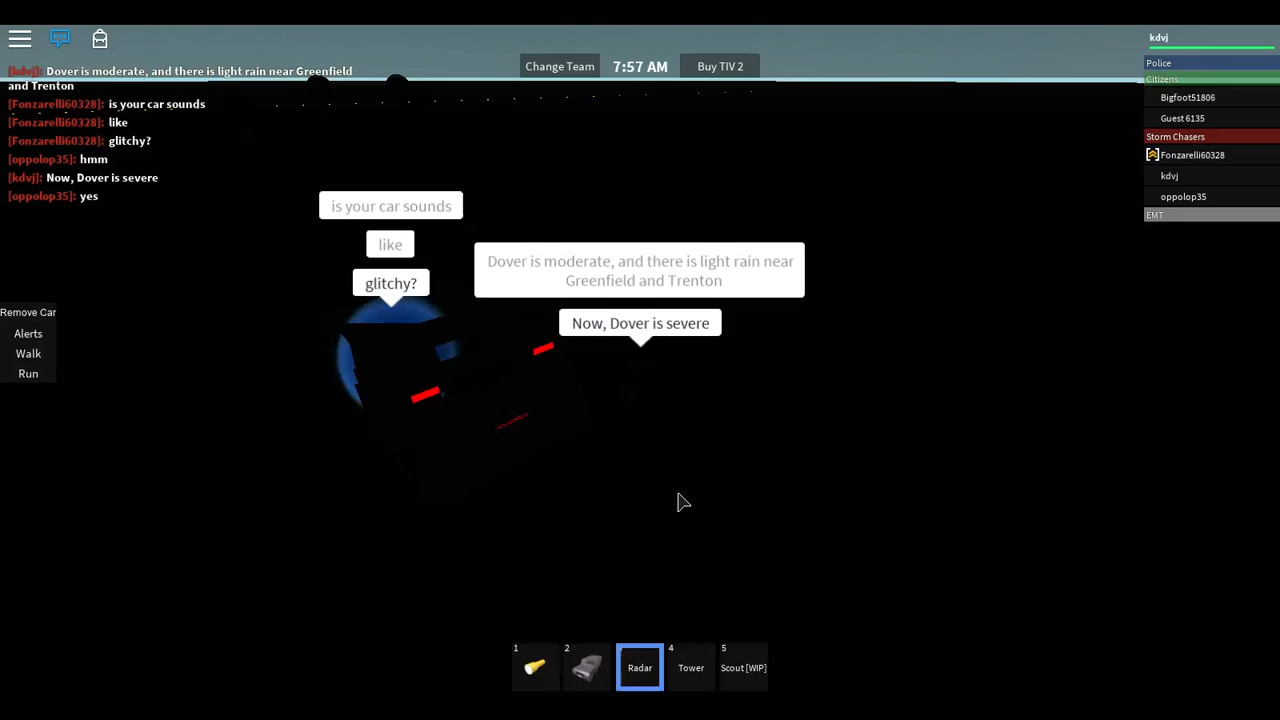 kdvj
[kdvj]: Dover is moderate, and there is light rain near Greenfield
and Trenton
Change Team
7:57 AM
Buy TIV 2
Police
Citizens
Bigfoot51806
Guest 6135
Storm Chasers
Fonzarelli60328
kdvj
oppolop35
EMT
[Fonzarelli60328]: is your car sounds
[Fonzarelli60328]: like
[Fonzarelli60328]: glitchy?
[oppolop35]: hmm
[kdvj]: Now, Dover is severe
[oppolop35]: yes
is your car sounds
like
glitchy?
Dover is moderate, and there is light rain near
Greenfield and Trenton
Now, Dover is severe
Remove Car
Alerts
Walk
Run
1
2
Radar
4
Tower
5
Scout [WIP]